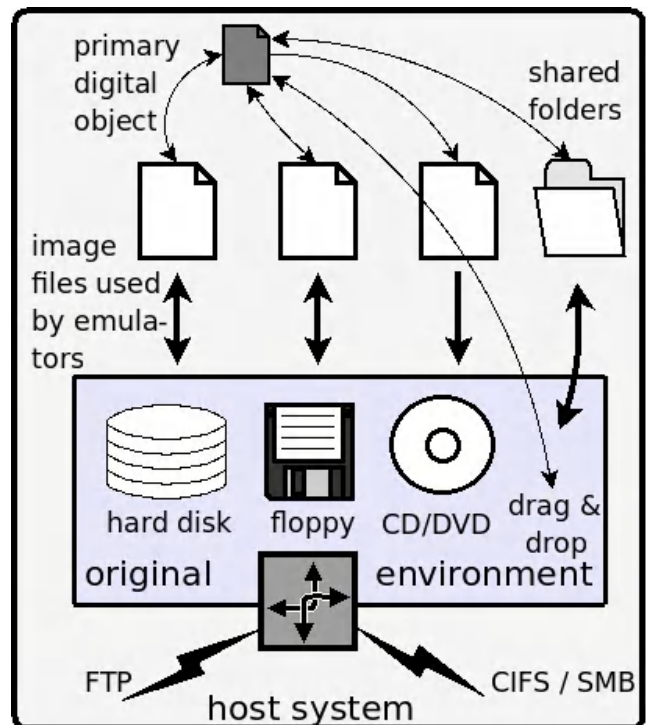 primary
digital
object
shared
folders
image
files used
by emula-
tors
hard disk
floppy
CD/DVD
drag &
drop
original
environment
FTP
CIFS / SMB
host system